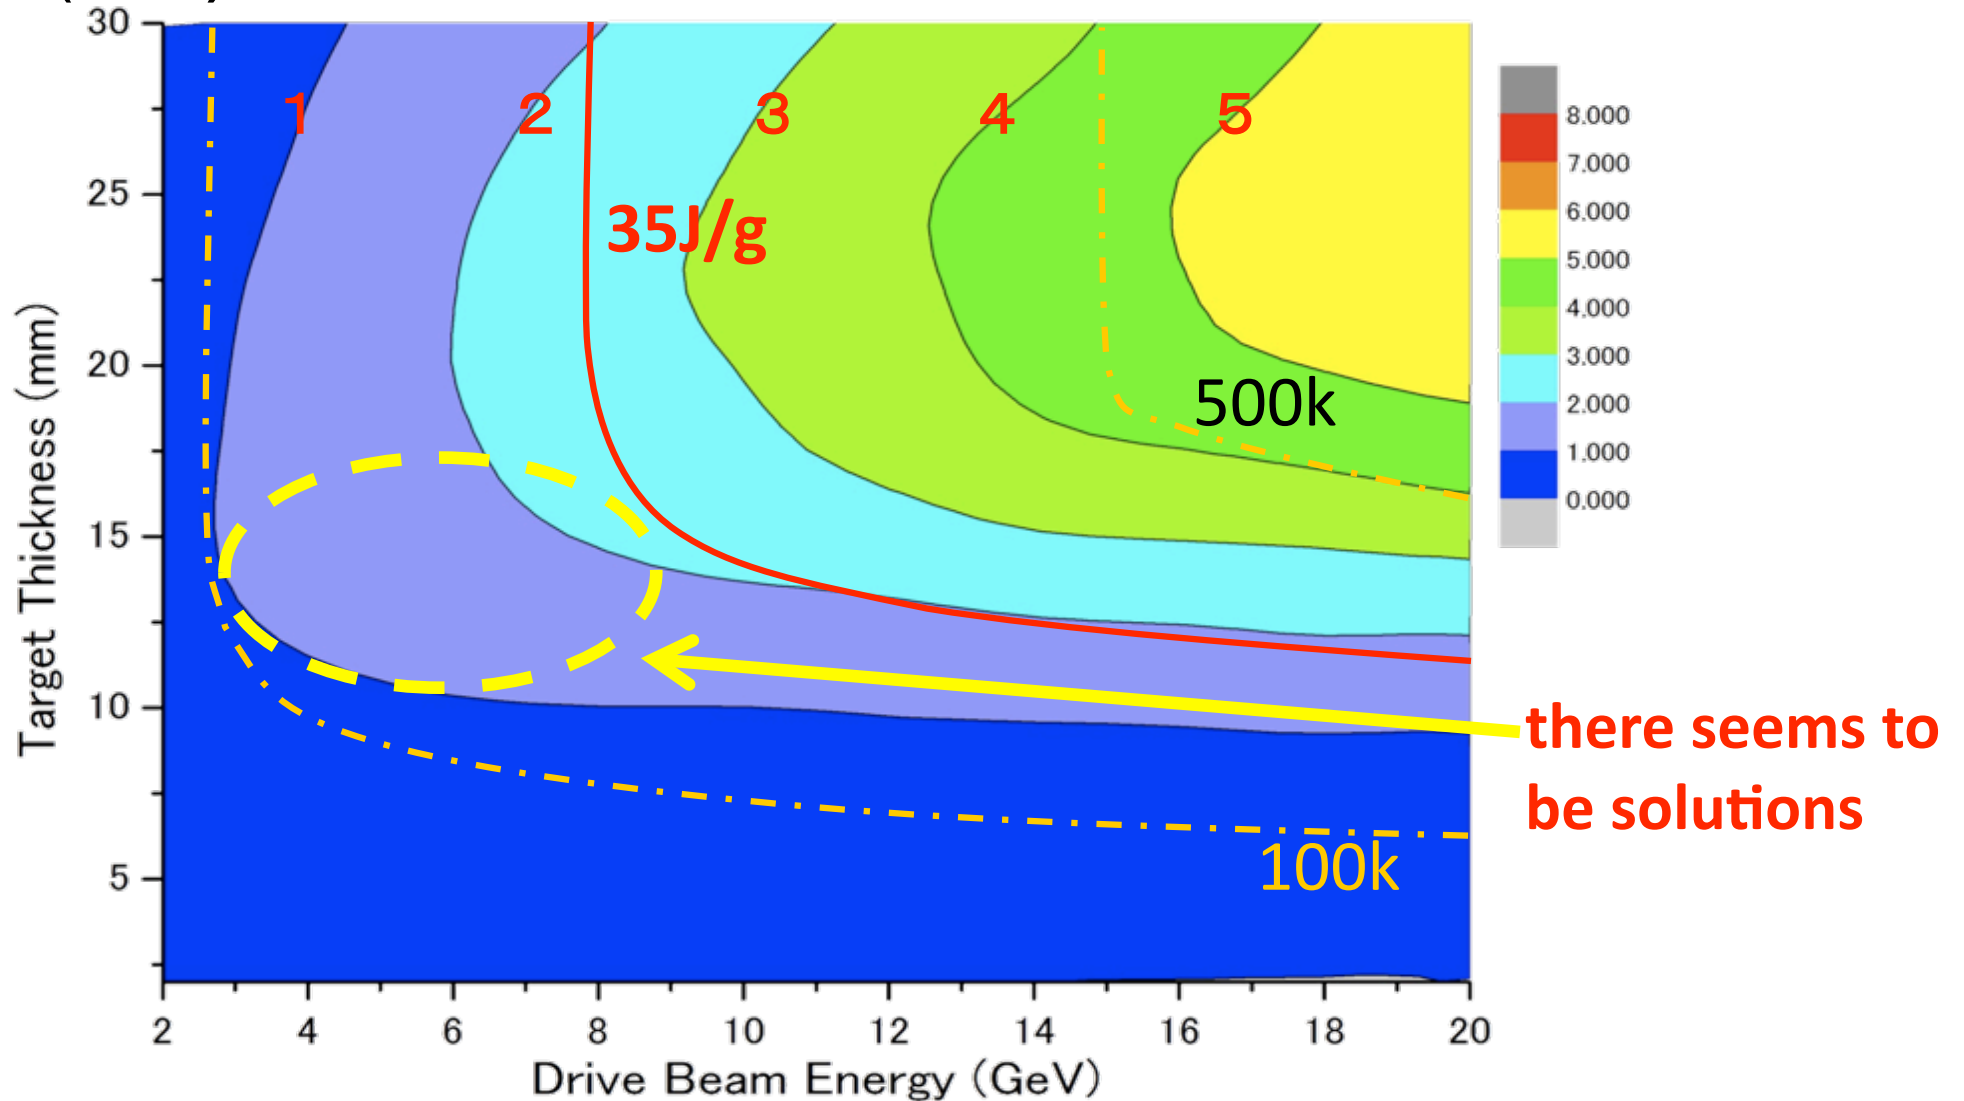 30
25
20
15
10
5
Target Thickness (mm)
1
2
3
4
5
35J/g
500k
100k
8.000
7.000
6.000
5.000
4.000
3.000
2.000
1.000
0.000
there seems to
be solutions
2 4 6 8 10 12 14 16 18 20
Drive Beam Energy (GeV)